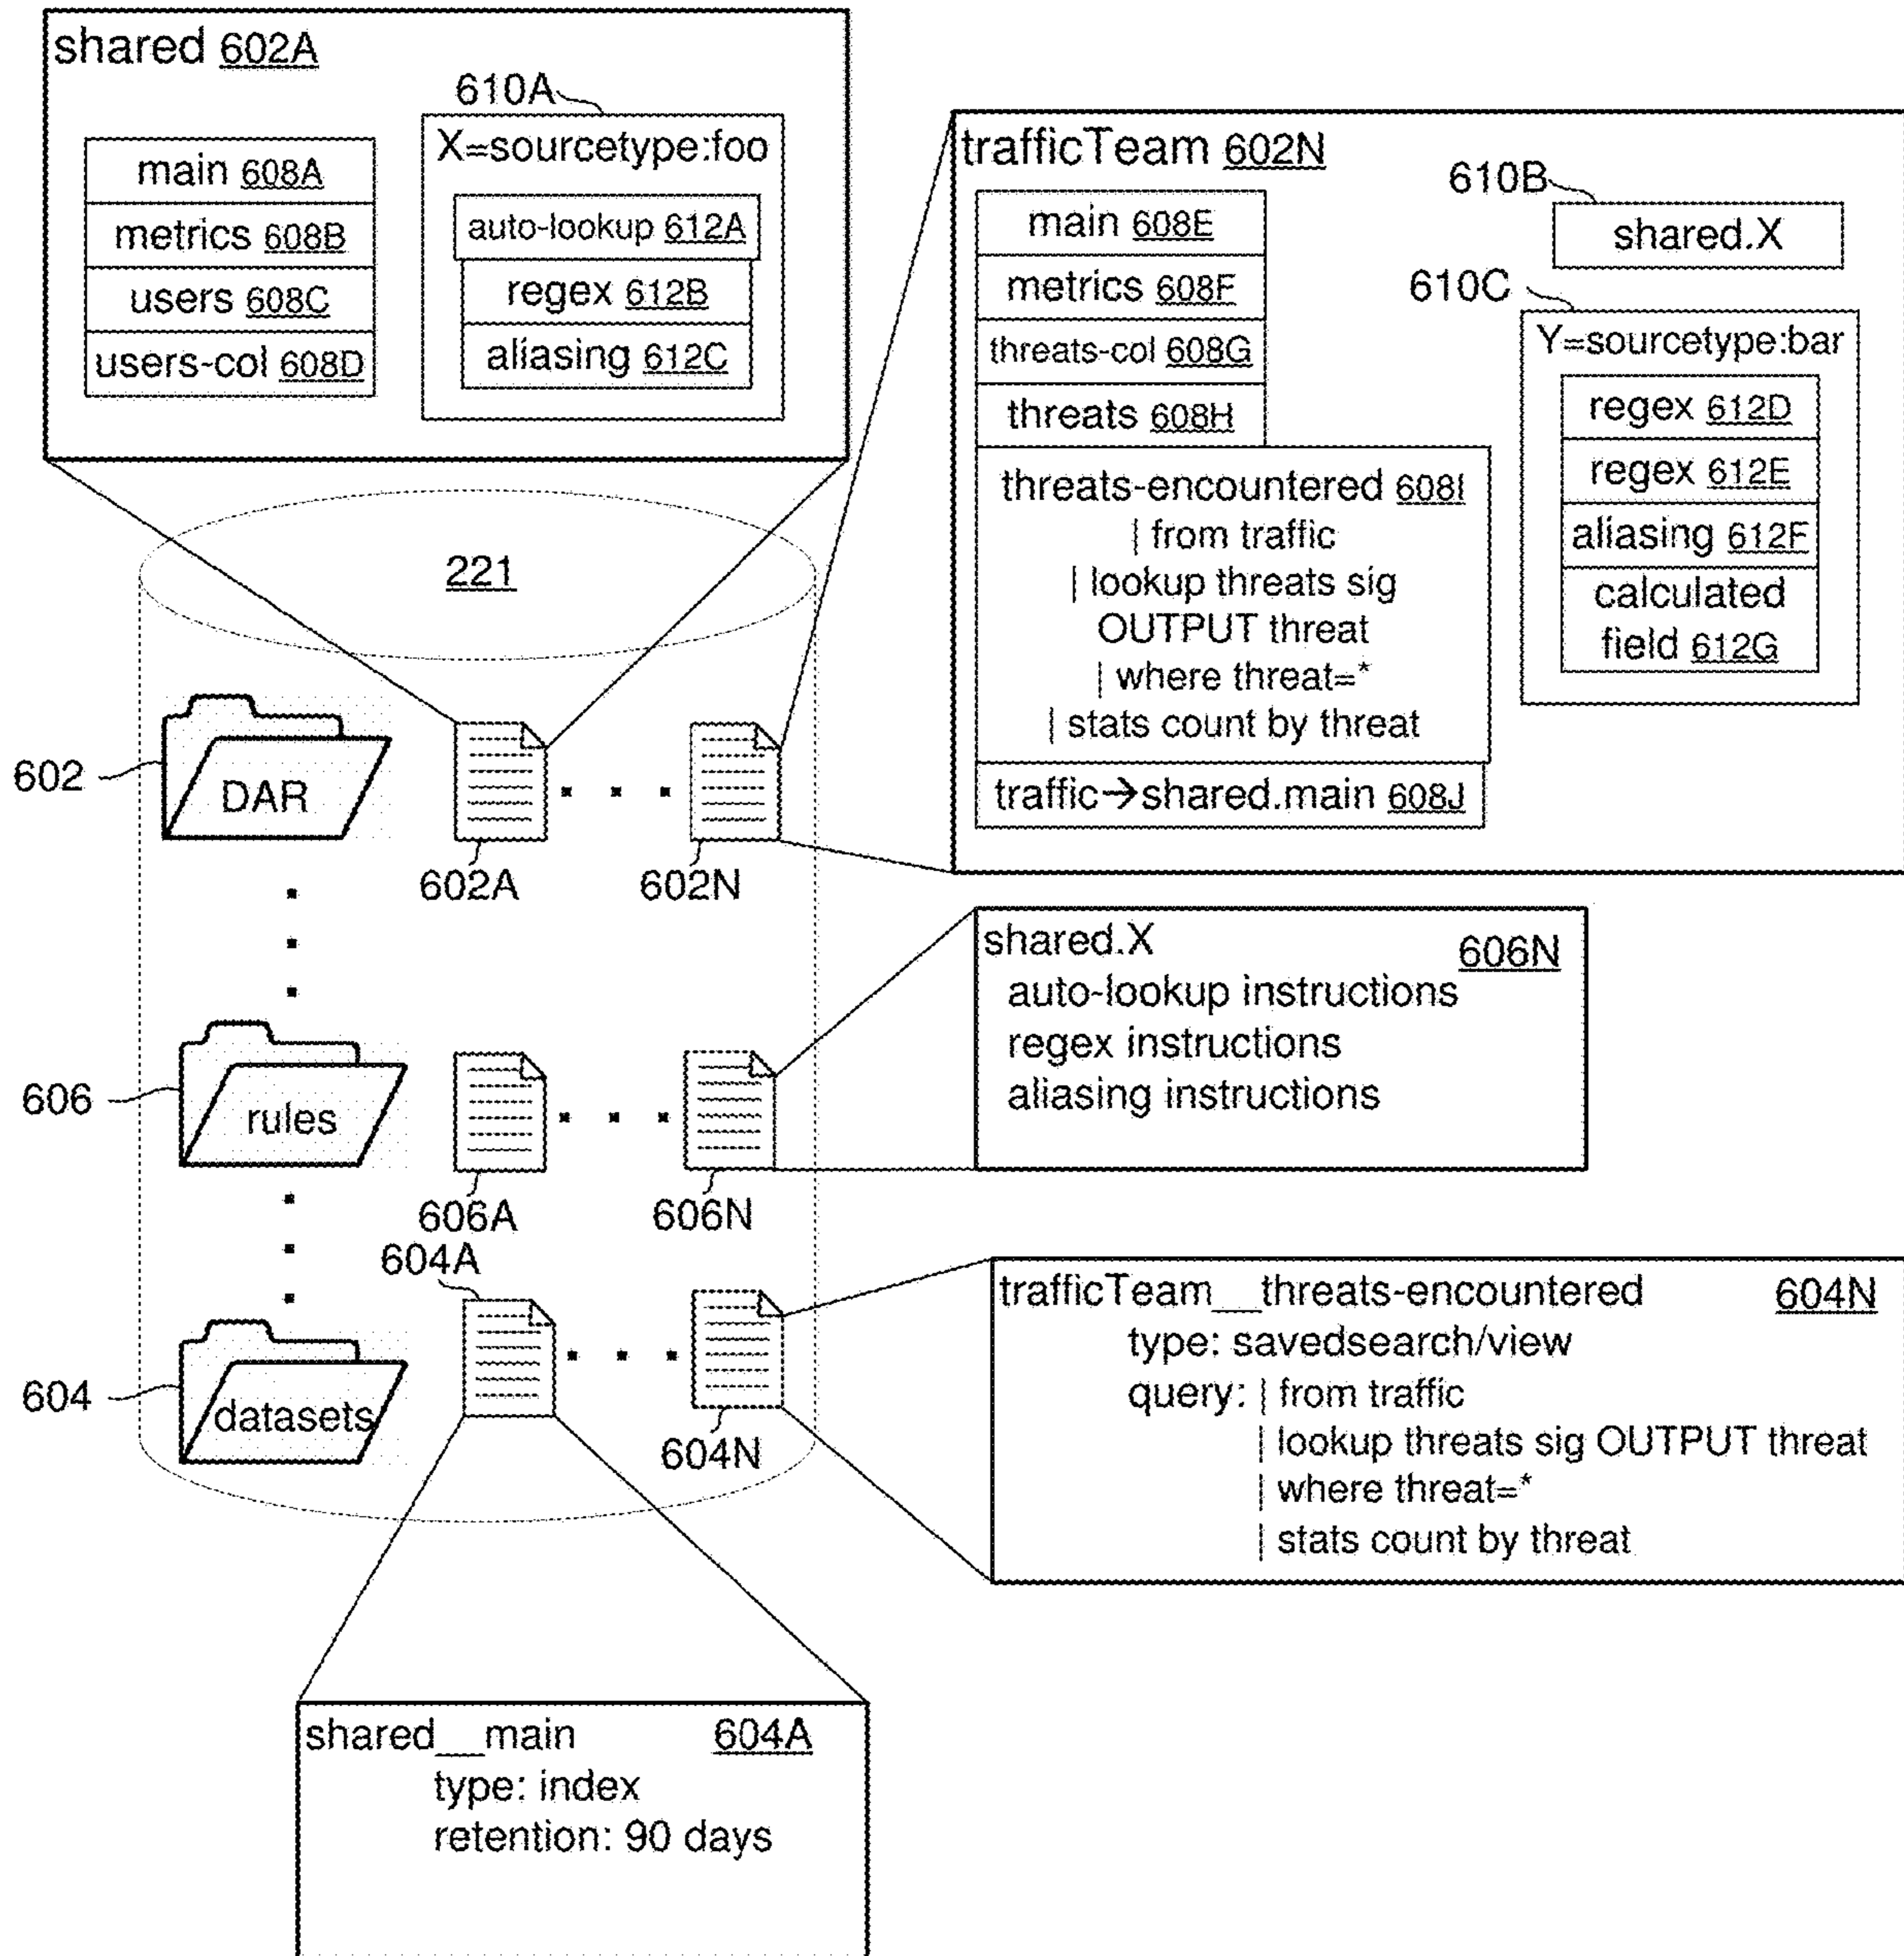 shared 602A
610A
X=sourcetype:foo
main 608A
metrics 608B
users 608C
users-col 608D
auto-lookup 612A
regex 612B
aliasing 612C
trafficTeam 602N
main 608E
metrics 608F
threats-col 608G
threats 608H
threats-encountered 608I
| from traffic
| lookup threats sig
OUTPUT threat
| where threat=*
| stats count by threat
traffic→shared.main 608J
610B
shared.X
610C
Y=sourcetype:bar
regex 612D
regex 612E
aliasing 612F
calculated
field 612G
221
602
DAR
602A
602N
shared.X 606N
auto-lookup instructions
regex instructions
aliasing instructions
606
rules
606A
606N
604
datasets
604A
604N
trafficTeam__threats-encountered 604N
type: savedsearch/view
query: | from traffic
| lookup threats sig OUTPUT threat
| where threat=*
| stats count by threat
shared__main 604A
type: index
retention: 90 days